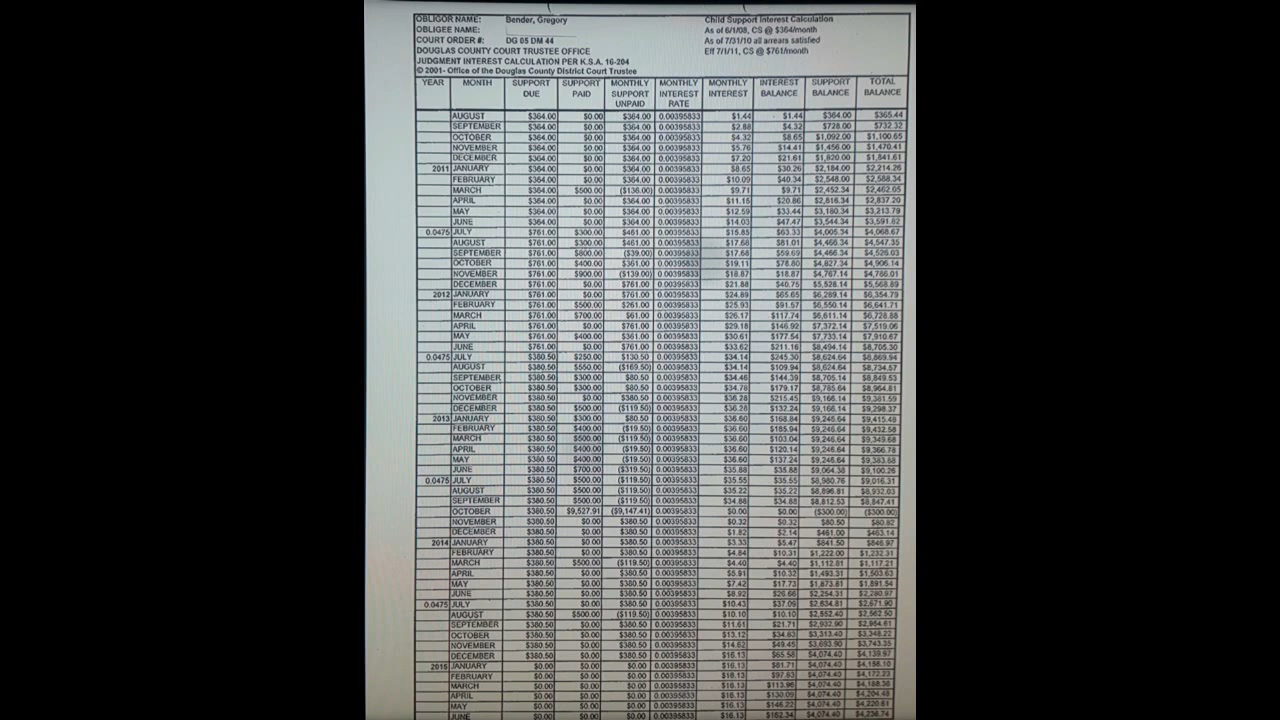 OBLIGOR NAME: Bender, Gregory Child Support Interest Calculation
OBLIGEE NAME: As of 6/1/08, CS @ $364/month
COURT ORDER #: DG 05 DM 44 As of 7/31/10 all arrears satisfied
DOUGLAS COUNTY COURT TRUSTEE OFFICE Eff 7/1/11, CS @ $761/month
JUDGMENT INTEREST CALCULATION PER K.S.A. 16-204
© 2001- Office of the Douglas County District Court Trustee
YEAR MONTH SUPPORT SUPPORT MONTHLY MONTHLY MONTHLY INTEREST SUPPORT TOTAL
DUE PAID SUPPORT INTEREST INTEREST BALANCE BALANCE BALANCE
UNPAID RATE
AUGUST $364.00 $0.00 $364.00 0.00395833 $1.44 $1.44 $364.00 $365.44
SEPTEMBER $364.00 $0.00 $364.00 0.00395833 $2.88 $4.32 $728.00 $732.32
OCTOBER $364.00 $0.00 $364.00 0.00395833 $4.32 $8.65 $1,092.00 $1,100.65
NOVEMBER $364.00 $0.00 $364.00 0.00395833 $5.76 $14.41 $1,456.00 $1,470.41
DECEMBER $364.00 $0.00 $364.00 0.00395833 $7.20 $21.61 $1,820.00 $1,841.61
2011 JANUARY $364.00 $0.00 $364.00 0.00395833 $8.65 $30.26 $2,184.00 $2,214.26
FEBRUARY $364.00 $0.00 $364.00 0.00395833 $10.09 $40.34 $2,548.00 $2,588.34
MARCH $364.00 $500.00 ($136.00) 0.00395833 $9.71 $9.71 $2,452.34 $2,462.05
APRIL $364.00 $0.00 $364.00 0.00395833 $11.15 $20.86 $2,816.34 $2,837.20
MAY $364.00 $0.00 $364.00 0.00395833 $12.59 $33.44 $3,180.34 $3,213.79
JUNE $364.00 $0.00 $364.00 0.00395833 $14.03 $47.47 $3,544.34 $3,591.82
0.0475 JULY $761.00 $300.00 $461.00 0.00395833 $15.85 $63.33 $4,005.34 $4,068.67
AUGUST $761.00 $300.00 $461.00 0.00395833 $17.68 $81.01 $4,466.34 $4,547.35
SEPTEMBER $761.00 $800.00 ($39.00) 0.00395833 $17.68 $59.69 $4,466.34 $4,526.03
OCTOBER $761.00 $400.00 $361.00 0.00395833 $19.11 $78.80 $4,827.34 $4,906.14
NOVEMBER $761.00 $900.00 ($139.00) 0.00395833 $18.87 $18.87 $4,767.14 $4,786.01
DECEMBER $761.00 $0.00 $761.00 0.00395833 $21.88 $40.75 $5,528.14 $5,568.89
2012 JANUARY $761.00 $0.00 $761.00 0.00395833 $24.89 $65.65 $6,289.14 $6,354.79
FEBRUARY $761.00 $500.00 $261.00 0.00395833 $25.93 $91.57 $6,550.14 $6,641.71
MARCH $761.00 $700.00 $61.00 0.00395833 $26.17 $117.74 $6,611.14 $6,728.88
APRIL $761.00 $0.00 $761.00 0.00395833 $29.18 $146.92 $7,372.14 $7,519.06
MAY $761.00 $400.00 $361.00 0.00395833 $30.61 $177.54 $7,733.14 $7,910.67
JUNE $761.00 $0.00 $761.00 0.00395833 $33.62 $211.16 $8,494.14 $8,705.30
0.0475 JULY $380.50 $250.00 $130.50 0.00395833 $34.14 $245.30 $8,624.64 $8,869.94
AUGUST $380.50 $550.00 ($169.50) 0.00395833 $34.14 $109.94 $8,624.64 $8,734.57
SEPTEMBER $380.50 $300.00 $80.50 0.00395833 $34.46 $144.39 $8,705.14 $8,849.53
OCTOBER $380.50 $300.00 $80.50 0.00395833 $34.78 $179.17 $8,785.64 $8,964.81
NOVEMBER $380.50 $0.00 $380.50 0.00395833 $36.28 $215.45 $9,166.14 $9,381.59
DECEMBER $380.50 $500.00 ($119.50) 0.00395833 $36.28 $132.24 $9,166.14 $9,298.37
2013 JANUARY $380.50 $300.00 $80.50 0.00395833 $36.60 $168.84 $9,246.64 $9,415.48
FEBRUARY $380.50 $400.00 ($19.50) 0.00395833 $36.60 $185.94 $9,246.64 $9,432.58
MARCH $380.50 $500.00 ($119.50) 0.00395833 $36.60 $103.04 $9,246.64 $9,349.68
APRIL $380.50 $400.00 ($19.50) 0.00395833 $36.60 $120.14 $9,246.64 $9,366.78
MAY $380.50 $400.00 ($19.50) 0.00395833 $36.60 $137.24 $9,246.64 $9,383.88
JUNE $380.50 $700.00 ($319.50) 0.00395833 $35.88 $35.88 $9,064.38 $9,100.26
0.0475 JULY $380.50 $500.00 ($119.50) 0.00395833 $35.55 $35.55 $8,980.76 $9,016.31
AUGUST $380.50 $500.00 ($119.50) 0.00395833 $35.22 $35.22 $8,896.81 $8,932.03
SEPTEMBER $380.50 $500.00 ($119.50) 0.00395833 $34.88 $34.88 $8,812.53 $8,847.41
OCTOBER $380.50 $9,527.91 ($9,147.41) 0.00395833 $0.00 $0.00 ($300.00) ($300.00)
NOVEMBER $380.50 $0.00 $380.50 0.00395833 $0.32 $0.32 $80.50 $80.82
DECEMBER $380.50 $0.00 $380.50 0.00395833 $1.82 $2.14 $461.00 $463.14
2014 JANUARY $380.50 $0.00 $380.50 0.00395833 $3.33 $5.47 $841.50 $846.97
FEBRUARY $380.50 $0.00 $380.50 0.00395833 $4.84 $10.31 $1,222.00 $1,232.31
MARCH $380.50 $500.00 ($119.50) 0.00395833 $4.40 $4.40 $1,112.81 $1,117.21
APRIL $380.50 $0.00 $380.50 0.00395833 $5.91 $10.32 $1,493.31 $1,503.63
MAY $380.50 $0.00 $380.50 0.00395833 $7.42 $17.73 $1,873.81 $1,891.54
JUNE $380.50 $0.00 $380.50 0.00395833 $8.92 $26.66 $2,254.31 $2,280.97
0.0475 JULY $380.50 $0.00 $380.50 0.00395833 $10.43 $37.09 $2,634.81 $2,671.90
AUGUST $380.50 $500.00 ($119.50) 0.00395833 $10.10 $10.10 $2,552.40 $2,562.50
SEPTEMBER $380.50 $0.00 $380.50 0.00395833 $11.61 $21.71 $2,932.90 $2,954.61
OCTOBER $380.50 $0.00 $380.50 0.00395833 $13.12 $34.83 $3,313.40 $3,348.22
NOVEMBER $380.50 $0.00 $380.50 0.00395833 $14.62 $49.45 $3,693.90 $3,743.35
DECEMBER $380.50 $0.00 $380.50 0.00395833 $16.13 $65.58 $4,074.40 $4,139.97
2015 JANUARY $0.00 $0.00 $0.00 0.00395833 $16.13 $81.71 $4,074.40 $4,156.10
FEBRUARY $0.00 $0.00 $0.00 0.00395833 $16.13 $97.83 $4,074.40 $4,172.23
MARCH $0.00 $0.00 $0.00 0.00395833 $16.13 $113.96 $4,074.40 $4,188.36
APRIL $0.00 $0.00 $0.00 0.00395833 $16.13 $130.09 $4,074.40 $4,204.48
MAY $0.00 $0.00 $0.00 0.00395833 $16.13 $146.22 $4,074.40 $4,220.61
JUNE $0.00 $0.00 $0.00 0.00395833 $16.13 $162.34 $4,074.40 $4,236.74